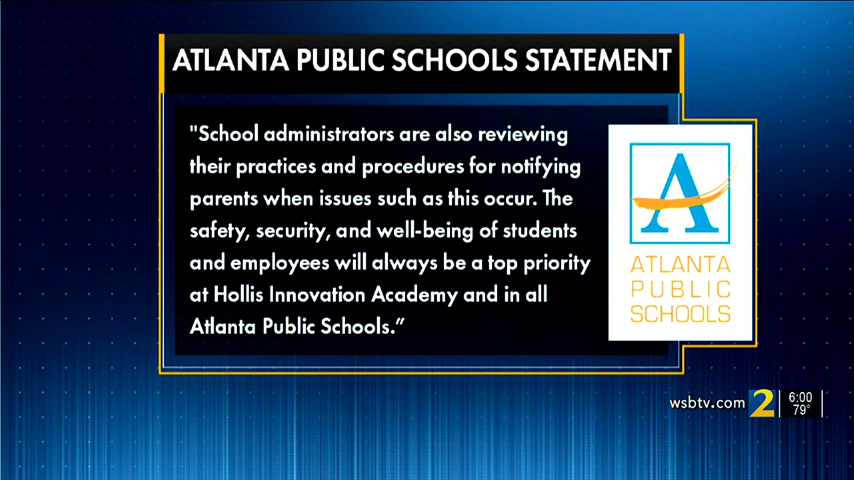 ATLANTA PUBLIC SCHOOLS STATEMENT
"School administrators are also reviewing
their practices and procedures for notifying
parents when issues such as this occur. The
safety, security, and well-being of students
and employees will always be a top priority
at Hollis Innovation Academy and in all
Atlanta Public Schools.”
A
ATLANTA
PUBLIC
SCHOOLS
wsbtv.com 2 6:00
79°